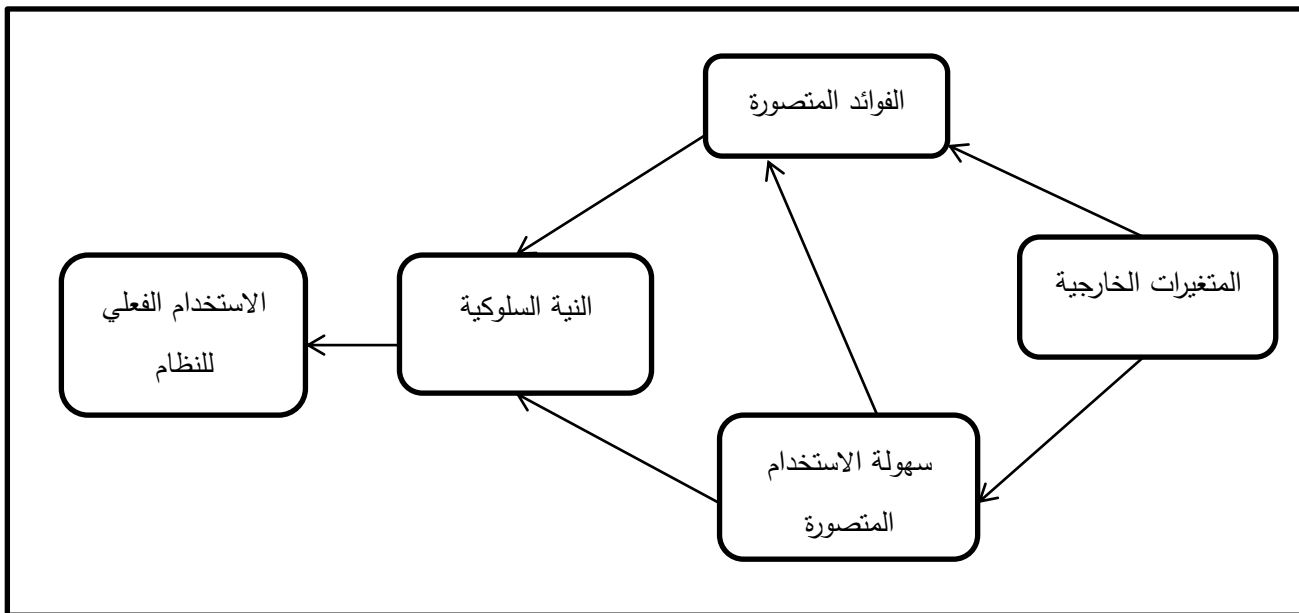 الفوائد المتصورة
المتغيرات الخارجية
النية السلوكية
الاستخدام الفعلي
للنظام
سهولة الاستخدام
المتصورة